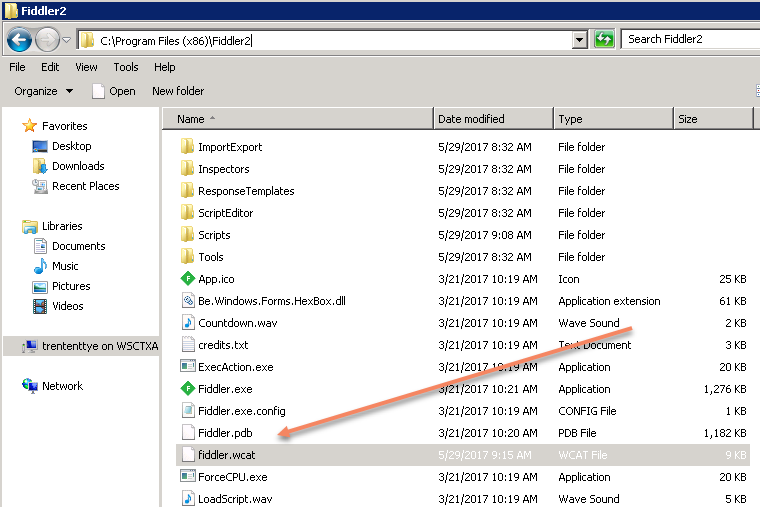 Fiddler2
C:\Program Files (x86)\Fiddler2
Search Fiddler2
File Edit View Tools Help
Organize Open New folder
Name Date modified Type Size
Favorites
Desktop
Downloads
Recent Places
Libraries
Documents
Music
Pictures
Videos
trententtye on WSCTXA
Network
ImportExport 5/29/2017 8:32 AM File folder
Inspectors 5/29/2017 8:32 AM File folder
ResponseTemplates 5/29/2017 8:32 AM File folder
ScriptEditor 5/29/2017 8:32 AM File folder
Scripts 5/29/2017 9:08 AM File folder
Tools 5/29/2017 8:32 AM File folder
App.ico 3/21/2017 10:19 AM Icon 25 KB
Be.Windows.Forms.HexBox.dll 3/21/2017 10:19 AM Application extension 61 KB
Countdown.wav 3/21/2017 10:19 AM Wave Sound 2 KB
credits.txt 3/21/2017 10:19 AM Text Document 3 KB
ExecAction.exe 3/21/2017 10:19 AM Application 20 KB
Fiddler.exe 3/21/2017 10:21 AM Application 1,276 KB
Fiddler.exe.config 3/21/2017 10:19 AM CONFIG File 1 KB
Fiddler.pdb 3/21/2017 10:20 AM PDB File 1,182 KB
fiddler.wcat 5/29/2017 9:15 AM WCAT File 9 KB
ForceCPU.exe 3/21/2017 10:19 AM Application 20 KB
LoadScript.wav 3/21/2017 10:19 AM Wave Sound 5 KB